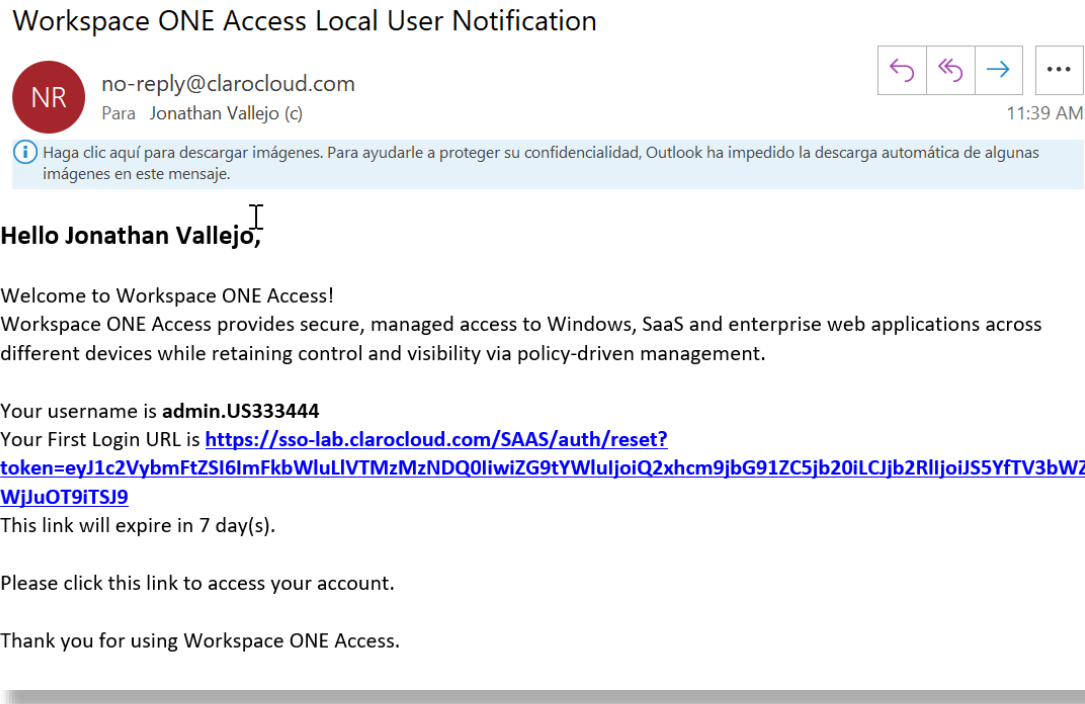 Workspace ONE Access Local User Notification
NR
no-reply@clarocloud.com
Para Jonathan Vallejo (c)
11:39 AM
Haga clic aquí para descargar imágenes. Para ayudarle a proteger su confidencialidad, Outlook ha impedido la descarga automática de algunas
imágenes en este mensaje.
Hello Jonathan Vallejo,
Welcome to Workspace ONE Access!
Workspace ONE Access provides secure, managed access to Windows, SaaS and enterprise web applications across
different devices while retaining control and visibility via policy-driven management.
Your username is admin.US333444
Your First Login URL is https://sso-lab.clarocloud.com/SAAS/auth/reset?
token=eyJ1c2VybmFtZSI6ImFkbWluLlVTMzMzNDQ0IiwiZG9tYWluIjoiQ2xhcm9jbG91ZC5jb20iLCJjb2RlIjoiJS5YfTV3bWZ
WjJuOT9iTSJ9
This link will expire in 7 day(s).
Please click this link to access your account.
Thank you for using Workspace ONE Access.